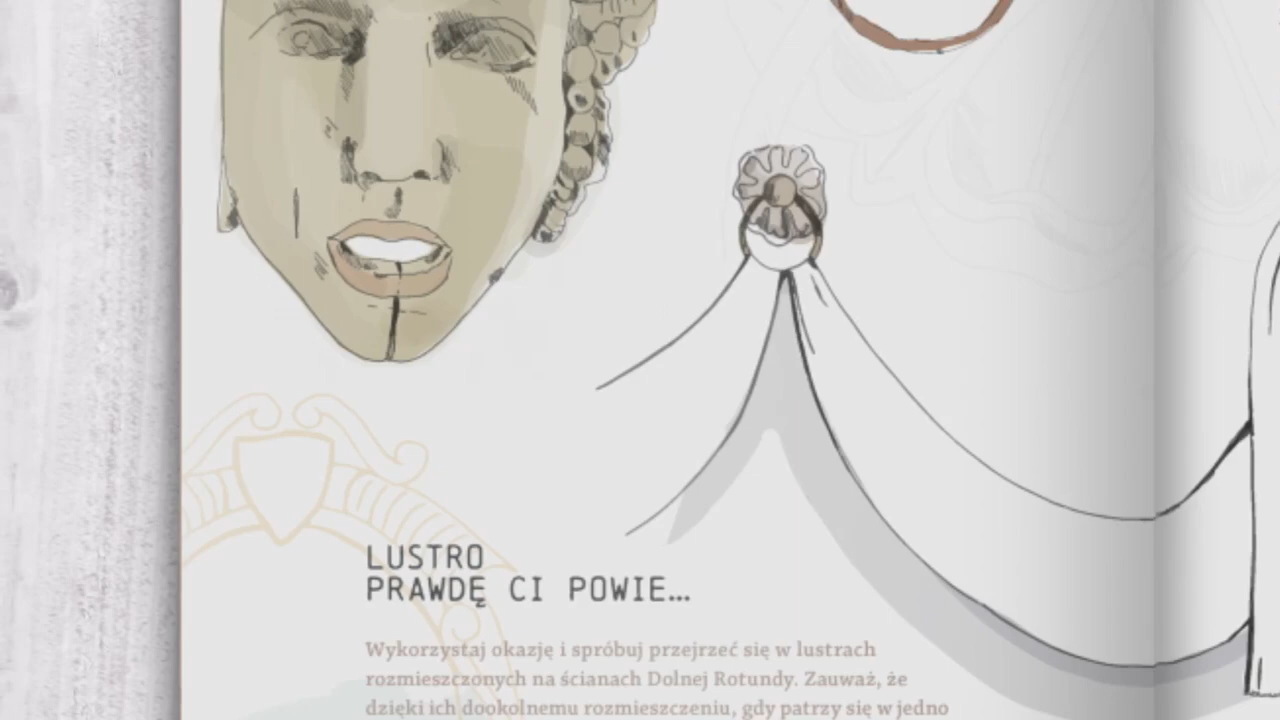 LUSTRO
PRAWDĘ CI POWIE...
Wykorzystaj okazję i spróbuj przejrzeć się w lustrach
rozmieszczonych na ścianach Dolnej Rotundy. Zauważ, że
dzięki ich dookolnemu rozmieszczeniu, gdy patrzy się w jedno